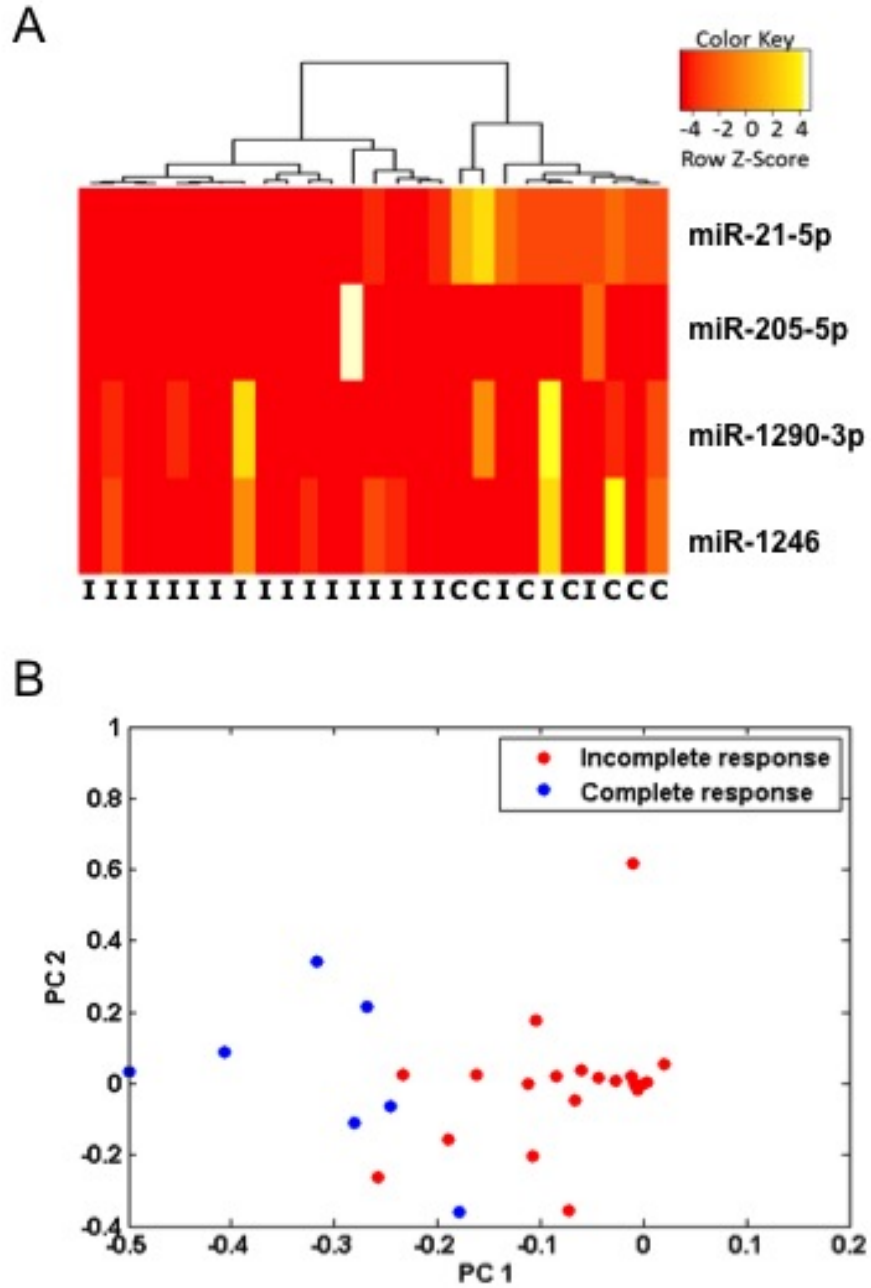 A
Color Key
-4 -2 0 2 4
Row Z-Score
miR-21-5p
miR-205-5p
miR-1290-3p
miR-1246
I I I I I I I I I I I I I I I I I C C I C I C I C C C
B
1
0.8
0.6
0.4
0.2
0
-0.2
-0.4
PC 2
Incomplete response
Complete response
-0.5 -0.4 -0.3 -0.2 -0.1 0 0.1 0.2
PC 1